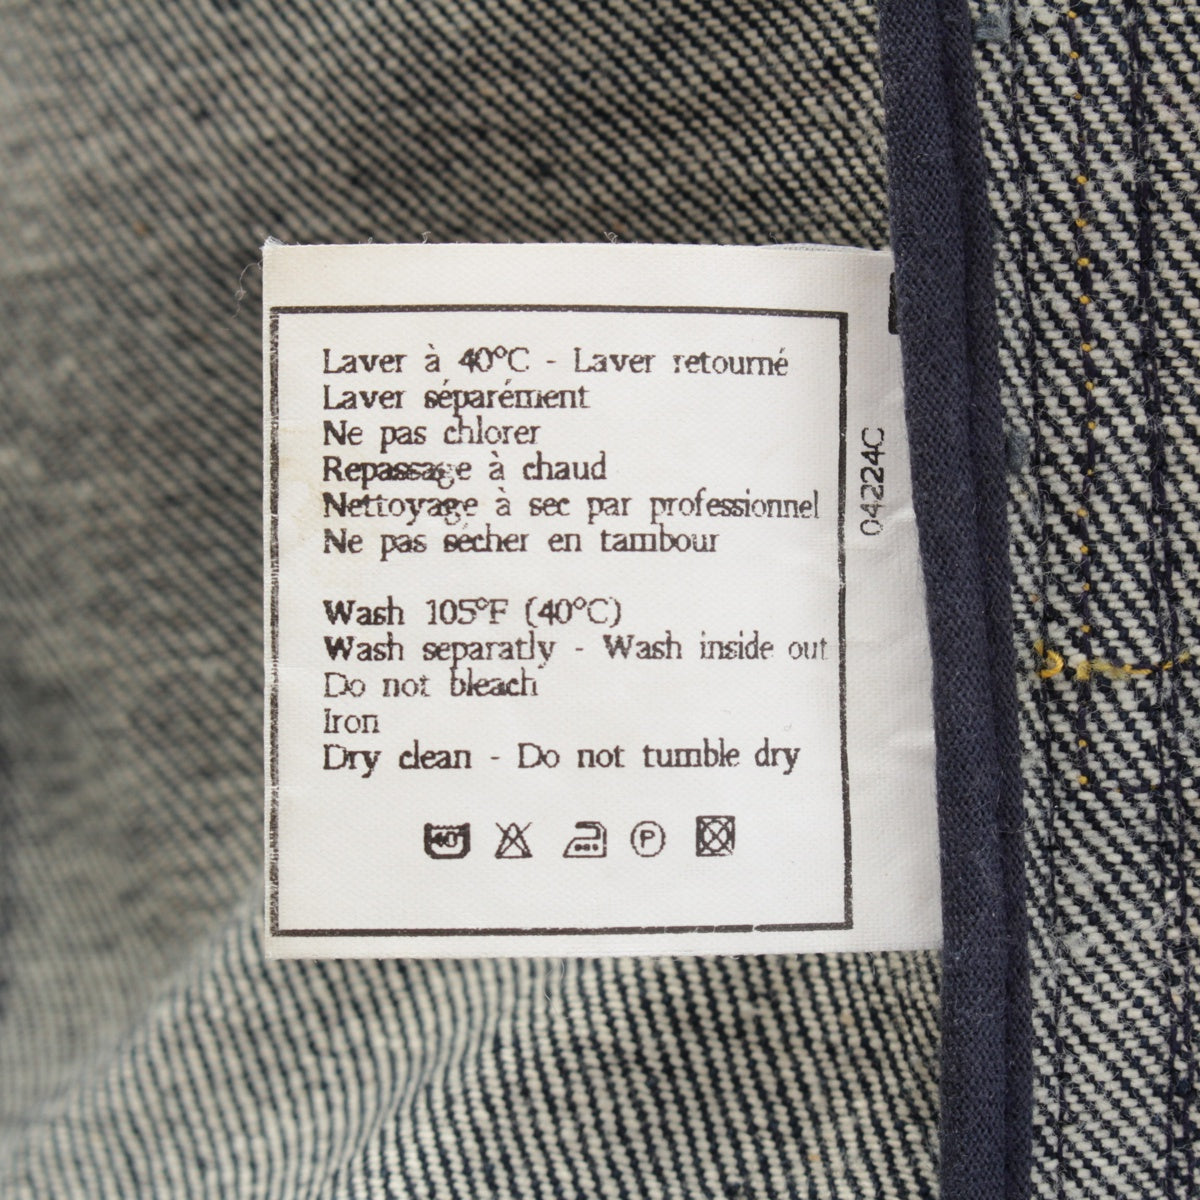 Laver à 40°C - Laver retourné
Laver séparément
Ne pas chlorer
Repassage à chaud
Nettoyage à sec par professionnel
Ne pas sécher en tambour
Wash 105°F (40°C)
Wash separatly - Wash inside out
Do not bleach
Iron
Dry clean - Do not tumble dry
40
P
04224C